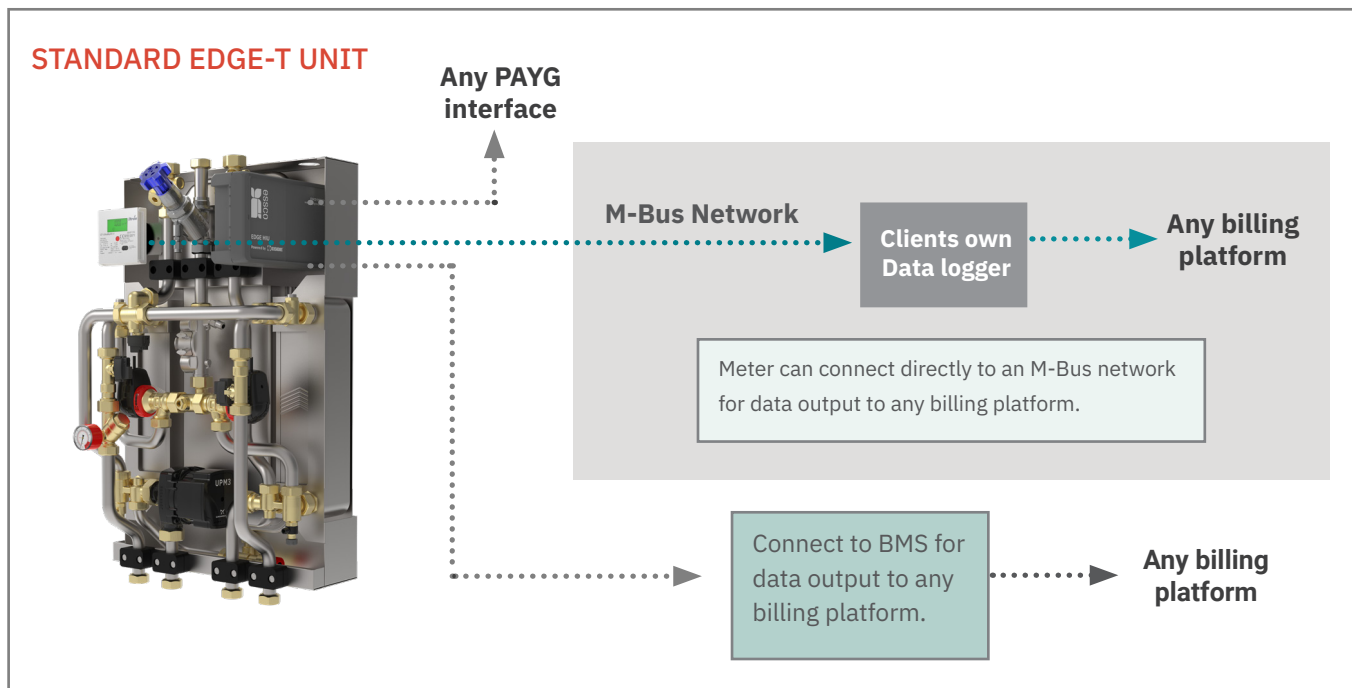 STANDARD EDGE-T UNIT
Any PAYG
interface
M-Bus Network
Clients own
Data logger
Any billing
platform
Meter can connect directly to an M-Bus network
for data output to any billing platform.
Connect to BMS for
data output to any
billing platform.
Any billing
platform
essco
UPM3